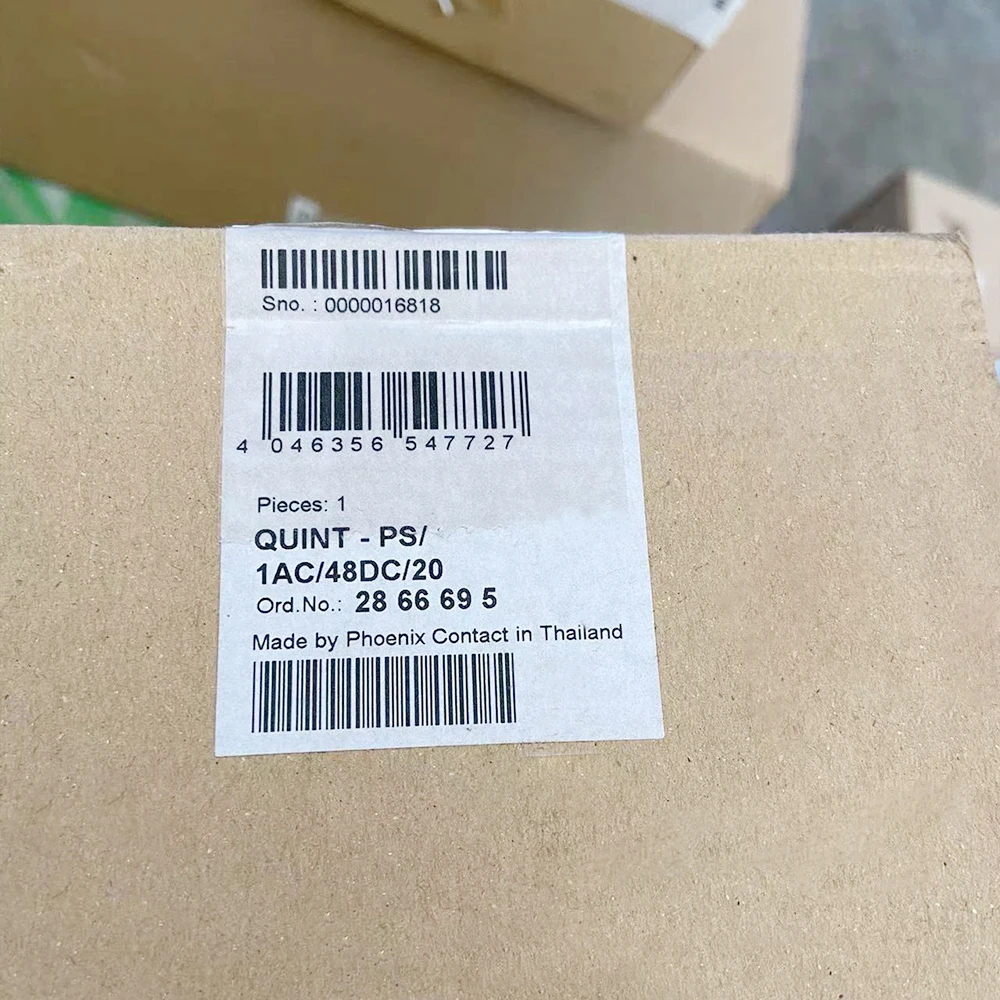 Sno. : 0000016818
4 046356 547727
Pieces: 1
QUINT - PS/
1AC/48DC/20
Ord.No.: 28 66 69 5
Made by Phoenix Contact in Thailand